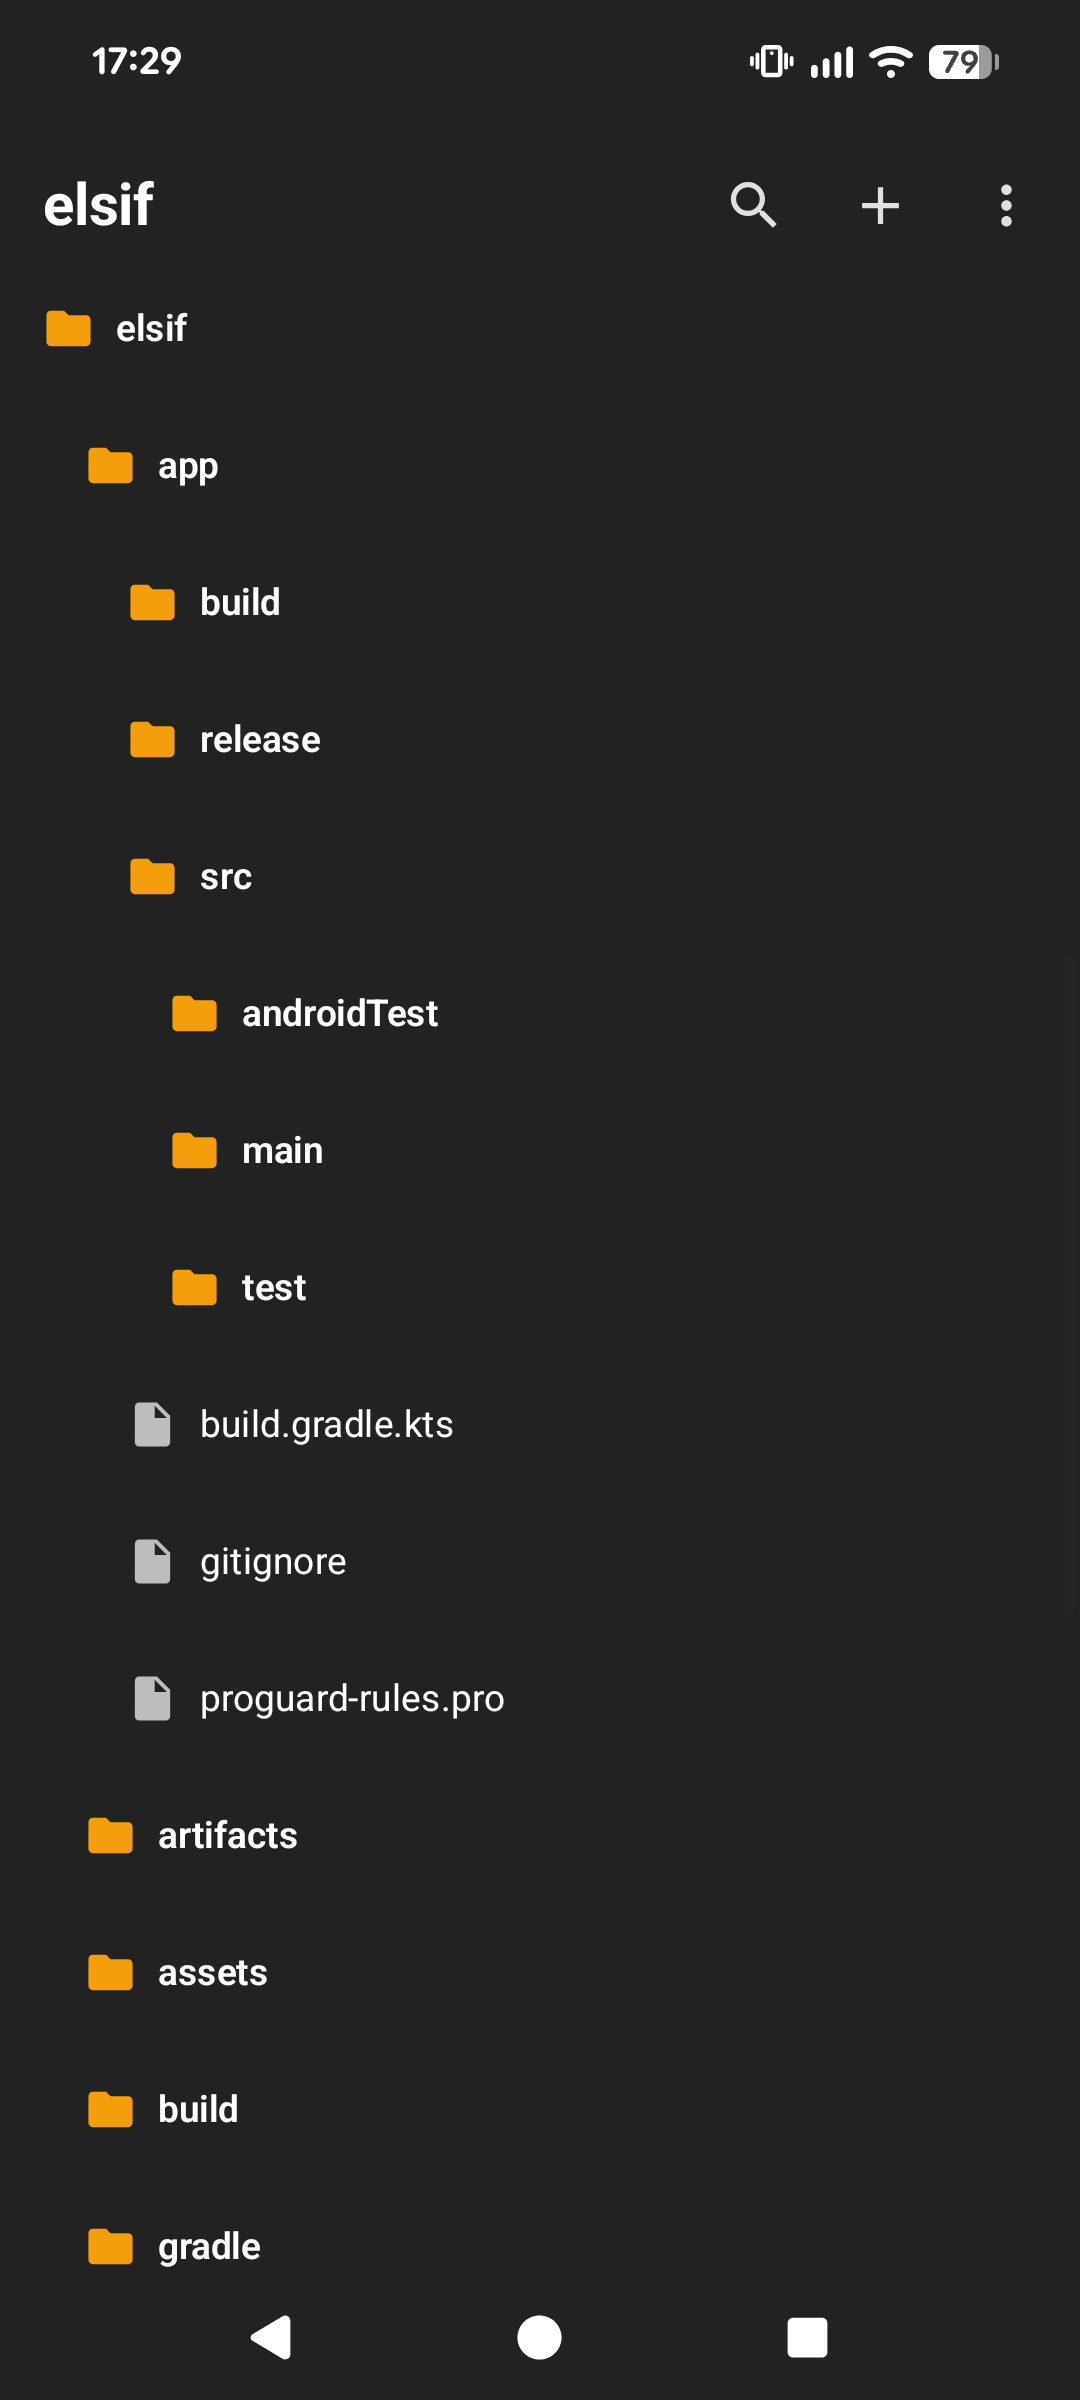 17:29
79
elsif
elsif
app
build
release
src
androidTest
main
test
build.gradle.kts
gitignore
proguard-rules.pro
artifacts
assets
build
gradle